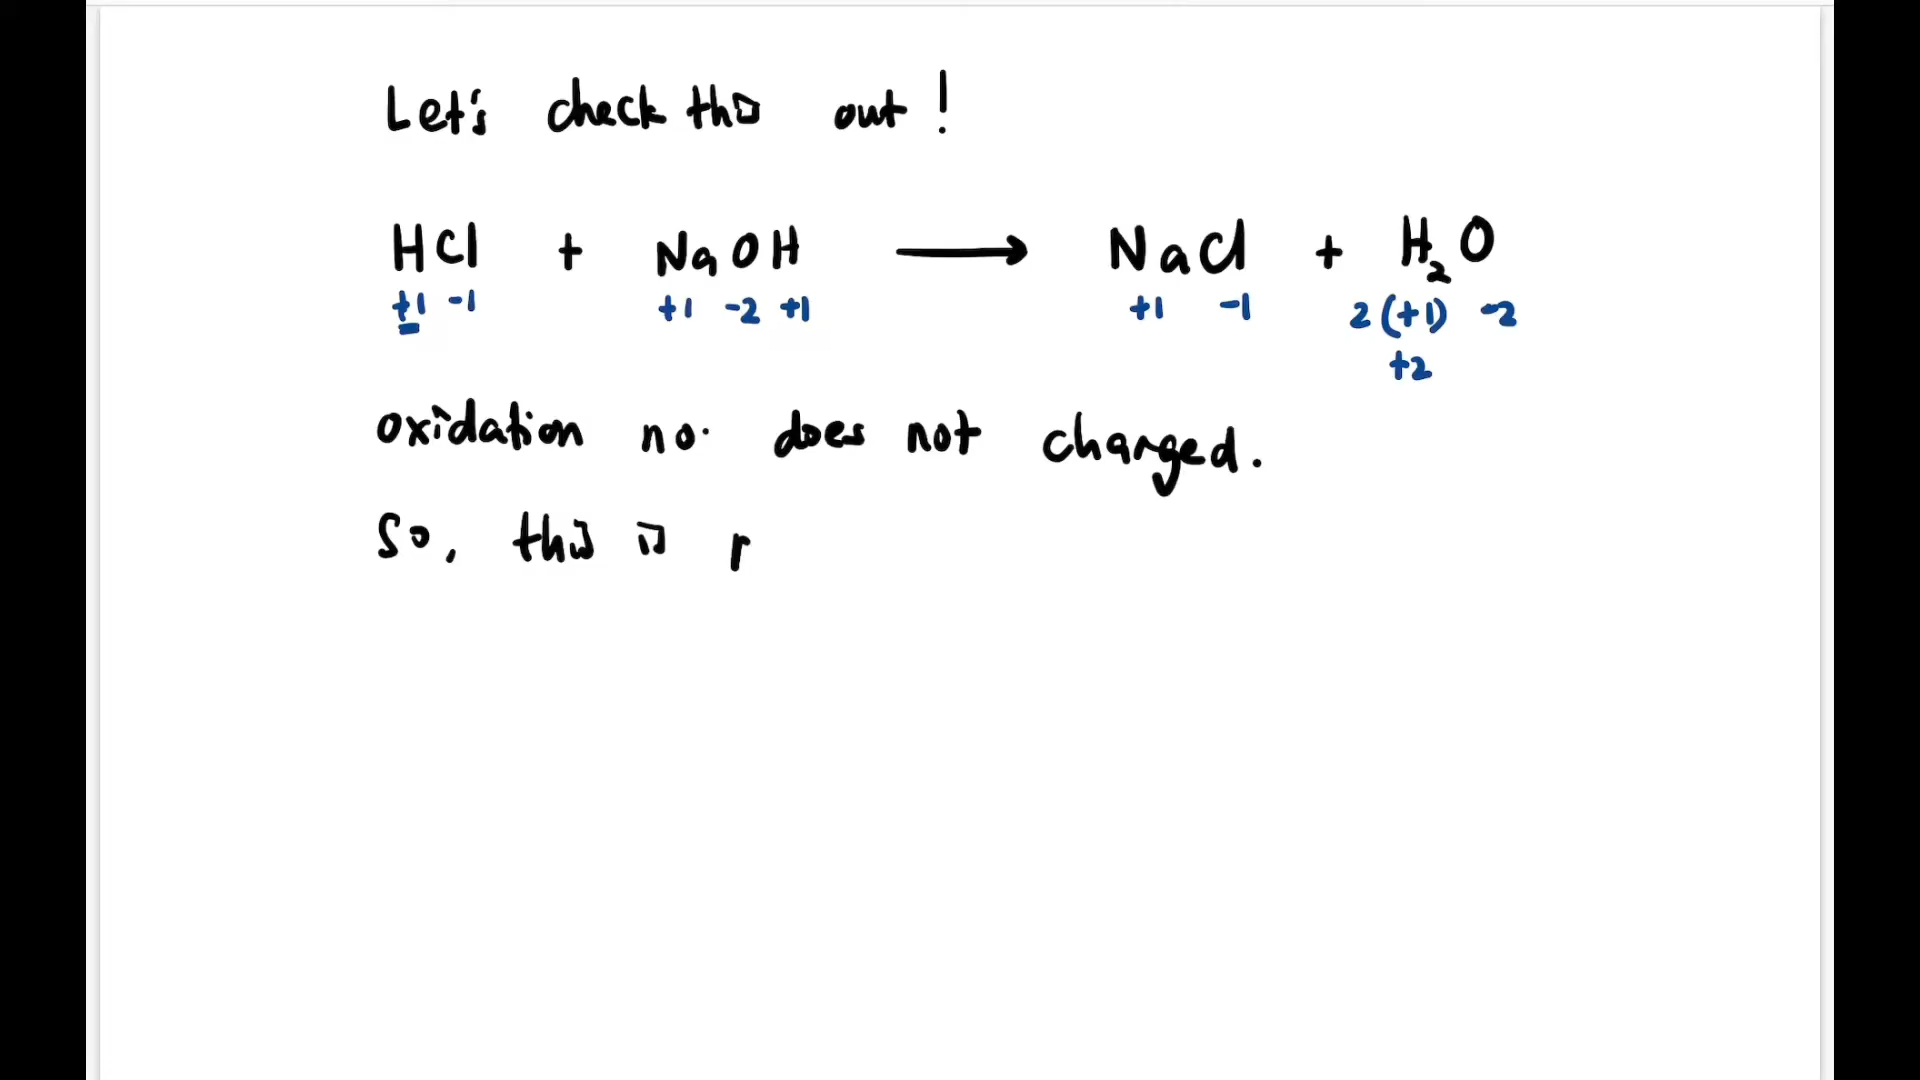 Let's check this out!
HCl + NaOH ⟶ NaCl + H₂O
+1 -1 +1 -2 +1 +1 -1 2(+1) -2
+2
oxidation no. does not changed.
So, this is